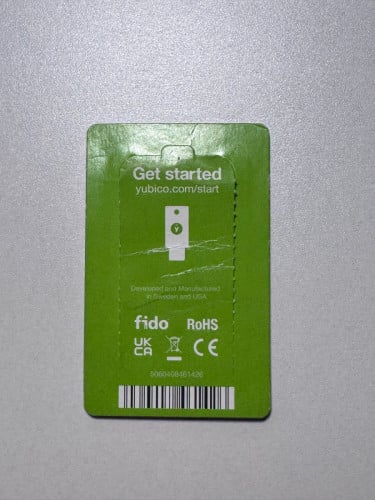 Get started
yubico.com/start
Y
Developed and Manufactured
in Sweden and USA
fido RoHS
UK
CA CE
5060408461426